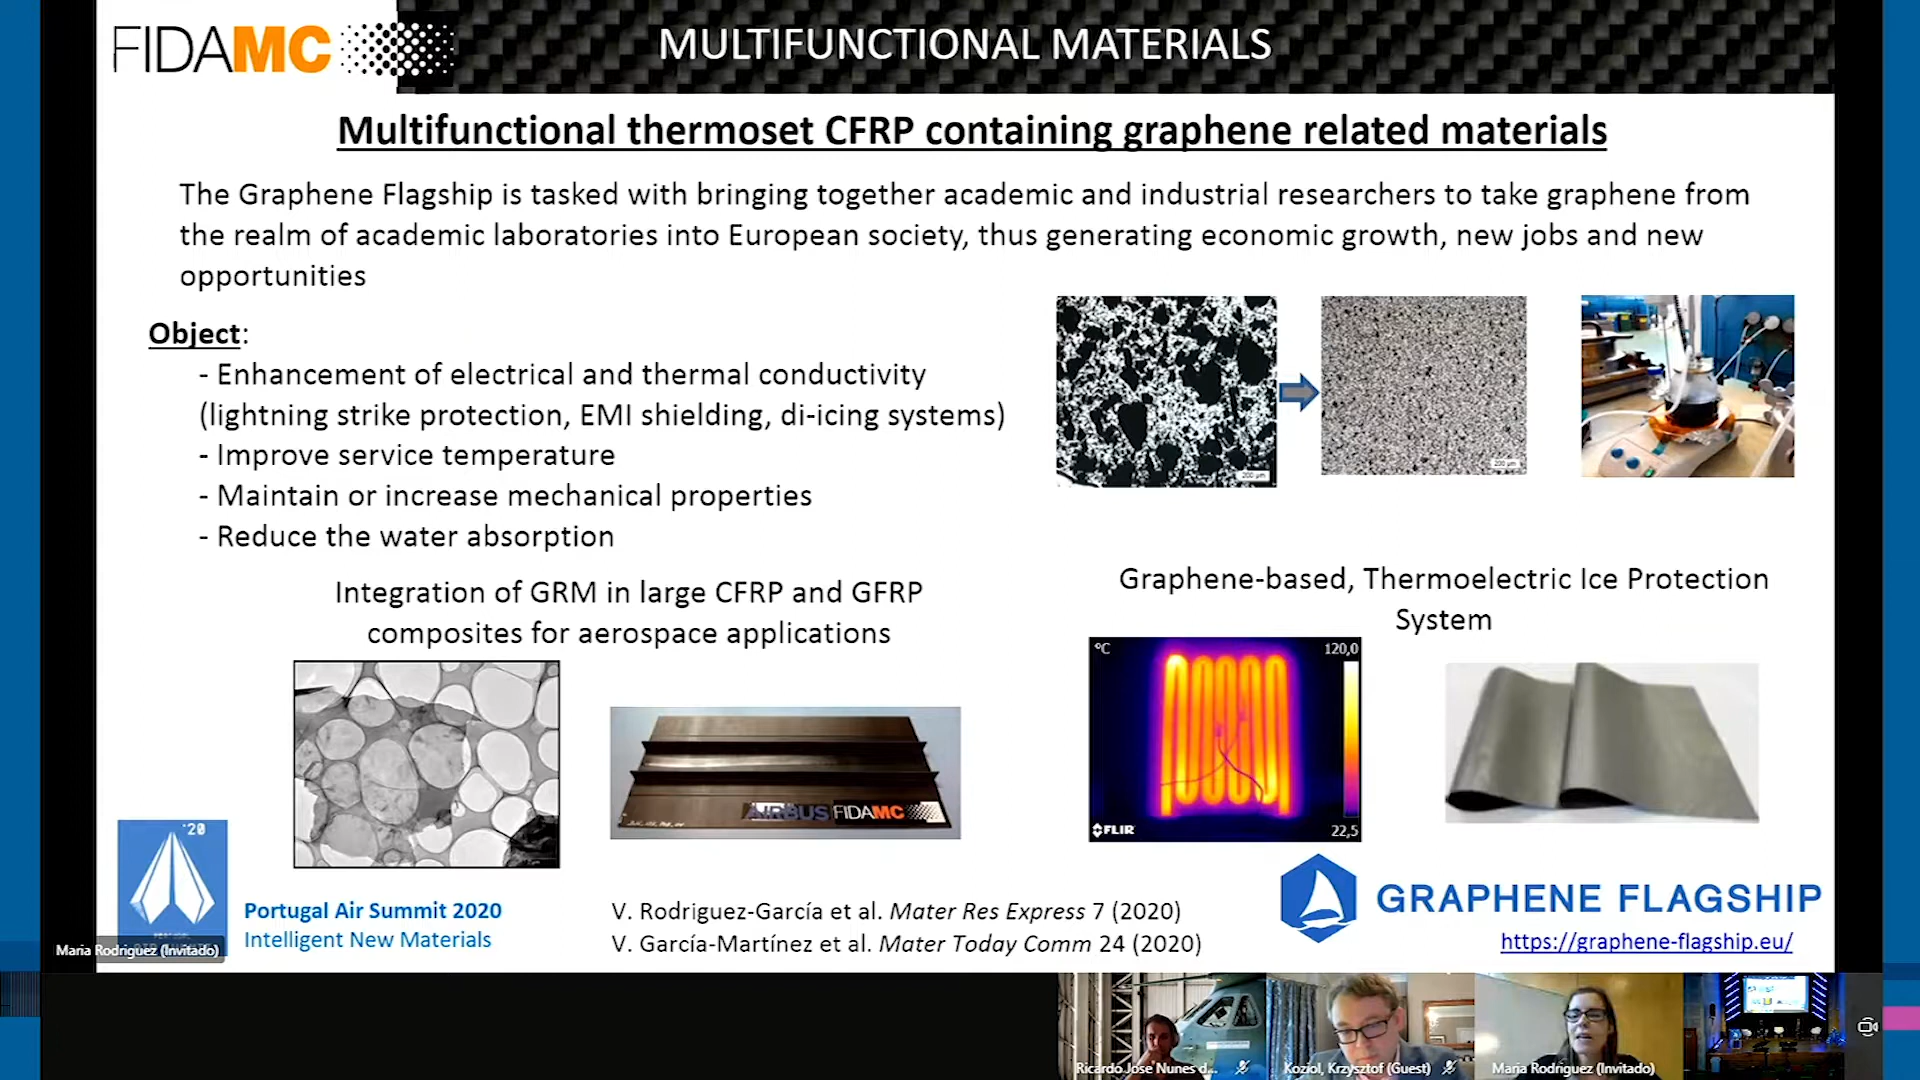 FIDAMC
MULTIFUNCTIONAL MATERIALS
Multifunctional thermoset CFRP containing graphene related materials
The Graphene Flagship is tasked with bringing together academic and industrial researchers to take graphene from
the realm of academic laboratories into European society, thus generating economic growth, new jobs and new
opportunities
Object:
- Enhancement of electrical and thermal conductivity
(lightning strike protection, EMI shielding, di-icing systems)
- Improve service temperature
- Maintain or increase mechanical properties
- Reduce the water absorption
200 µm
200 µm
Integration of GRM in large CFRP and GFRP
composites for aerospace applications
Graphene-based, Thermoelectric Ice Protection
System
AIRBUS FIDAMC
°C
120,0
FLIR
22,5
'20
Portugal Air Summit 2020
Intelligent New Materials
V. Rodriguez-García et al. Mater Res Express 7 (2020)
V. García-Martínez et al. Mater Today Comm 24 (2020)
GRAPHENE FLAGSHIP
https://graphene-flagship.eu/
Maria Rodriguez (Invitado)
Ricardo Jose Nunes d...
Koziol, Krzysztof (Guest)
Maria Rodriguez (Invitado)